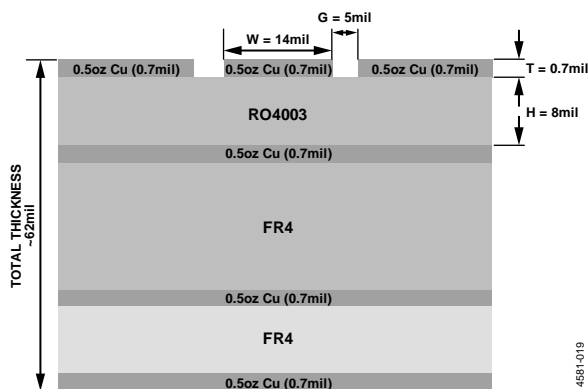 G = 5mil
W = 14mil
0.5oz Cu (0.7mil)
0.5oz Cu (0.7mil)
0.5oz Cu (0.7mil)
T = 0.7mil
RO4003
H = 8mil
0.5oz Cu (0.7mil)
TOTAL THICKNESS
~62mil
FR4
0.5oz Cu (0.7mil)
FR4
0.5oz Cu (0.7mil)
4581-019